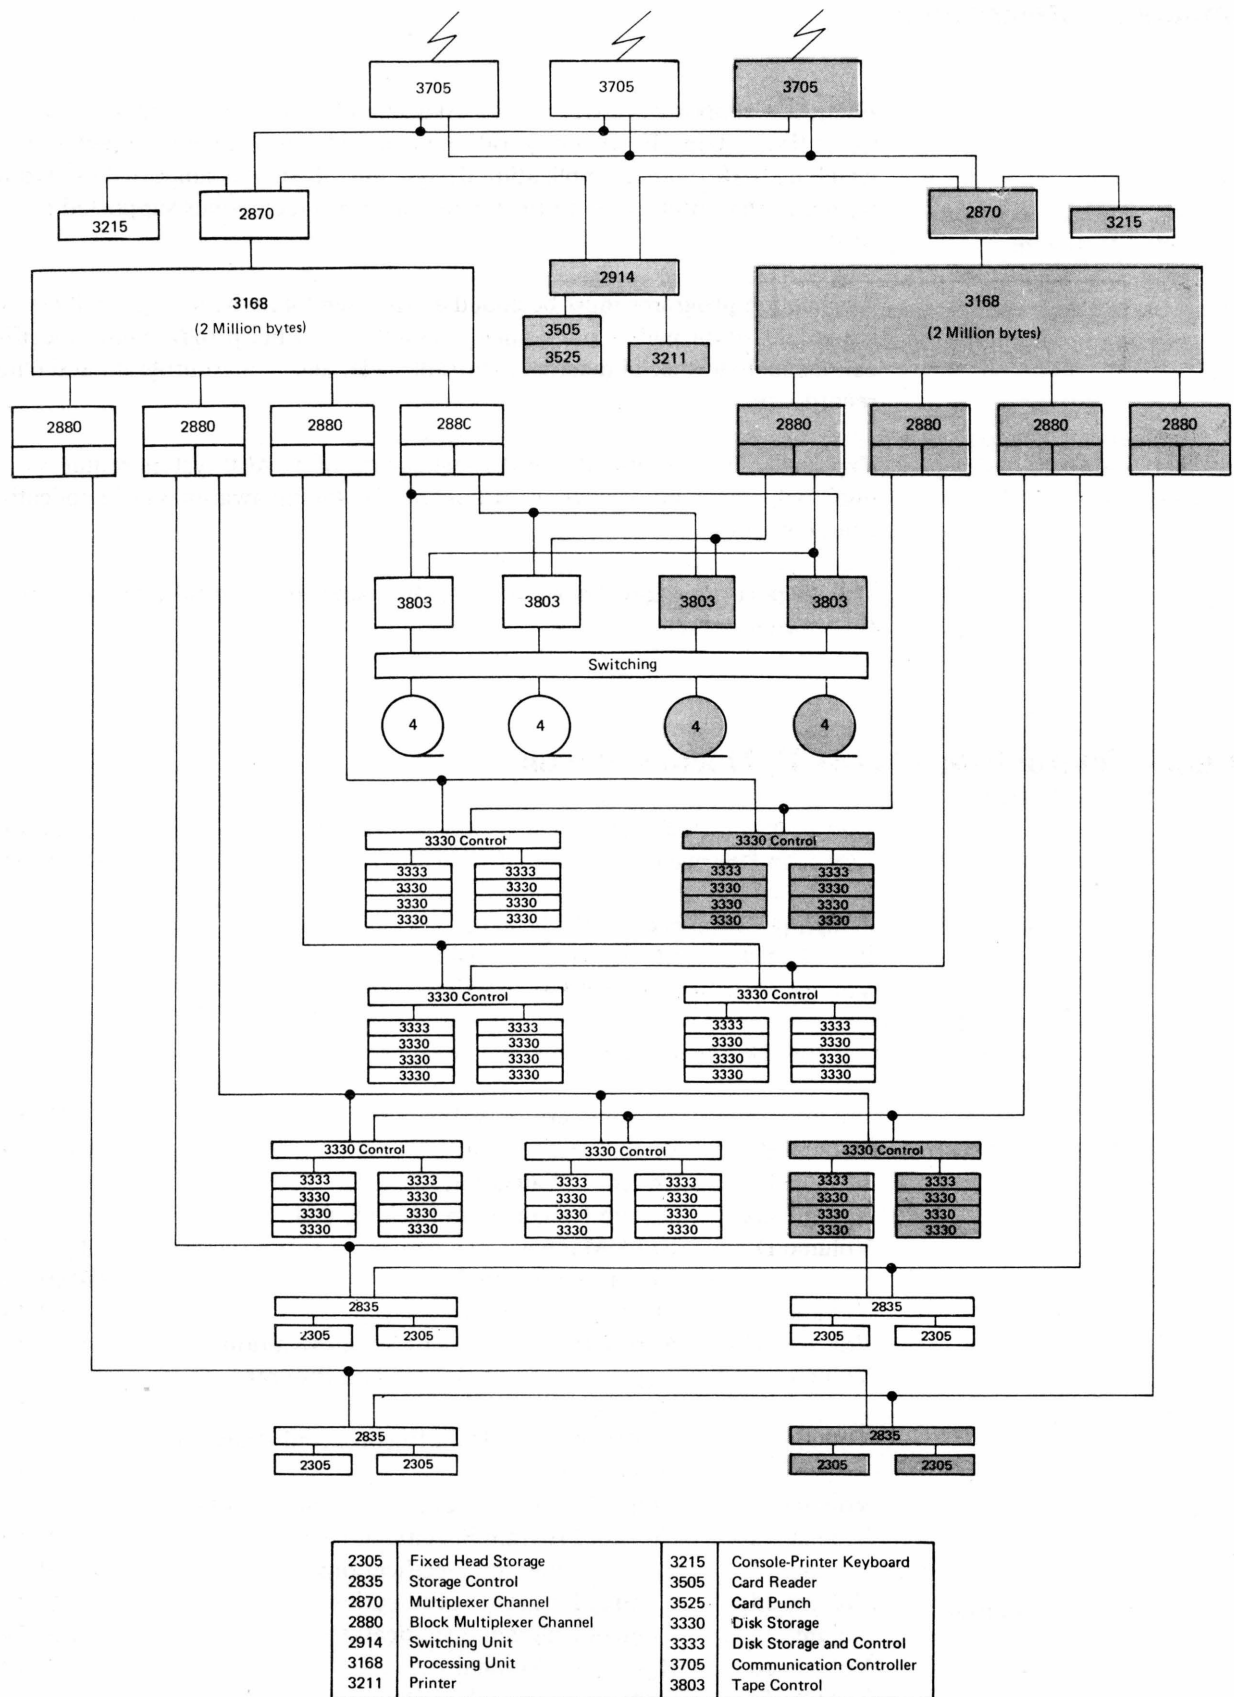 3705 3705 3705
3215 2870 2870 3215
2914
3168 3168
(2 Million bytes) (2 Million bytes)
3505
3525 3211
2880 2880 2880 288C 2880 2880 2880 2880
3803 3803 3803 3803
Switching
4 4 4 4
3330 Control 3330 Control
3333 3333 3333 3333
3330 3330 3330 3330
3330 3330 3330 3330
3330 3330 3330 3330
3330 Control 3330 Control
3333 3333 3333 3333
3330 3330 3330 3330
3330 3330 3330 3330
3330 3330 3330 3330
3330 Control 3330 Control 3330 Control
3333 3333 3333 3333 3333 3333
3330 3330 3330 3330 3330 3330
3330 3330 3330 3330 3330 3330
3330 3330 3330 3330 3330 3330
2835 2835
2305 2305 2305 2305
2835 2835
2305 2305 2305 2305
2305 Fixed Head Storage 3215 Console-Printer Keyboard
2835 Storage Control 3505 Card Reader
2870 Multiplexer Channel 3525 Card Punch
2880 Block Multiplexer Channel 3330 Disk Storage
2914 Switching Unit 3333 Disk Storage and Control
3168 Processing Unit 3705 Communication Controller
3211 Printer 3803 Tape Control